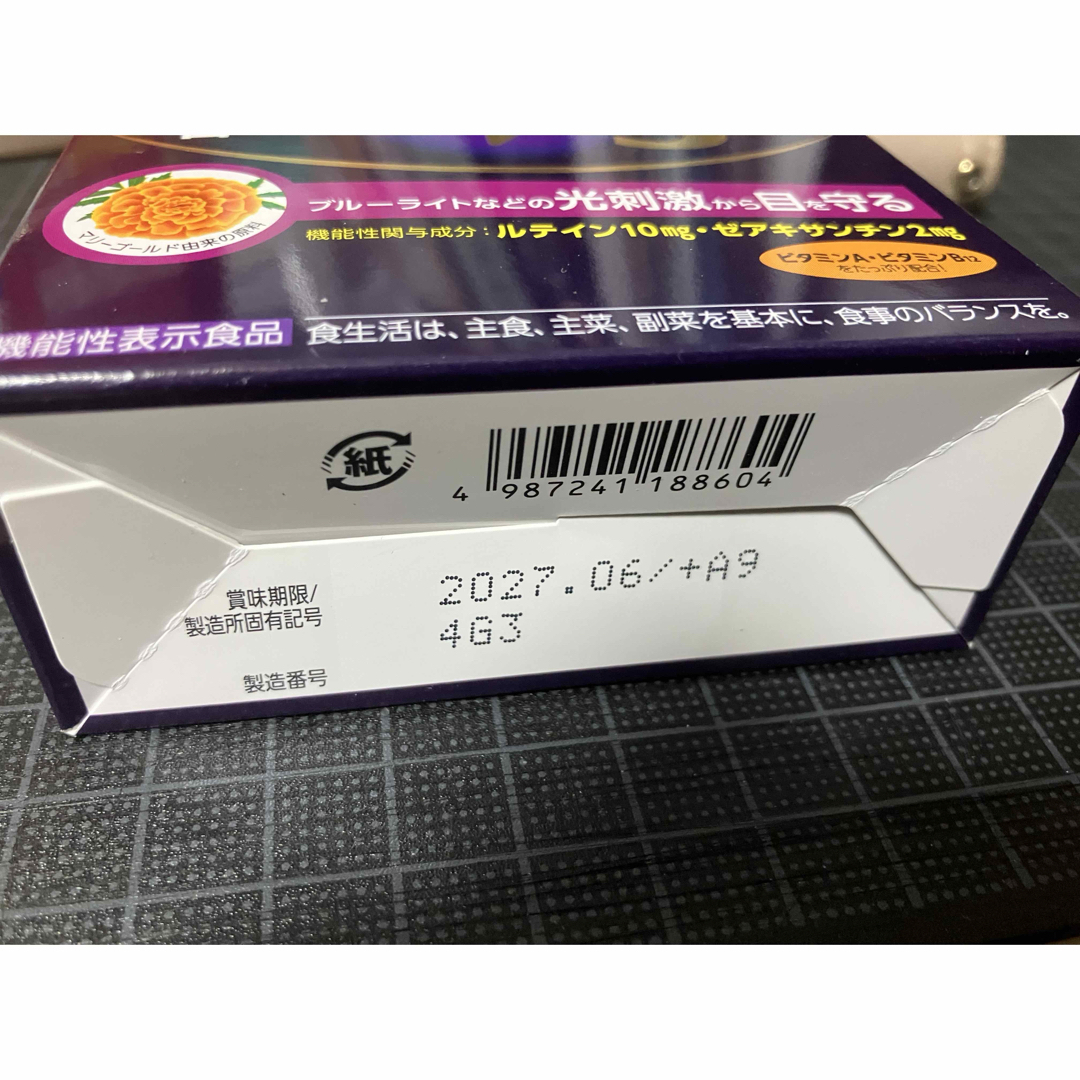 マリーゴールド由来の原料
ブルーライトなどの光刺激から目を守る
機能性関与成分：ルテイン10mg・ゼアキサンチン2mg
ビタミンA・ビタミンB12
をたっぷり配合!
機能性表示食品
食生活は、主食、主菜、副菜を基本に、食事のバランスを。
紙
4 987241 188604
賞味期限/
製造所固有記号
2027.06/+A9
4G3
製造番号